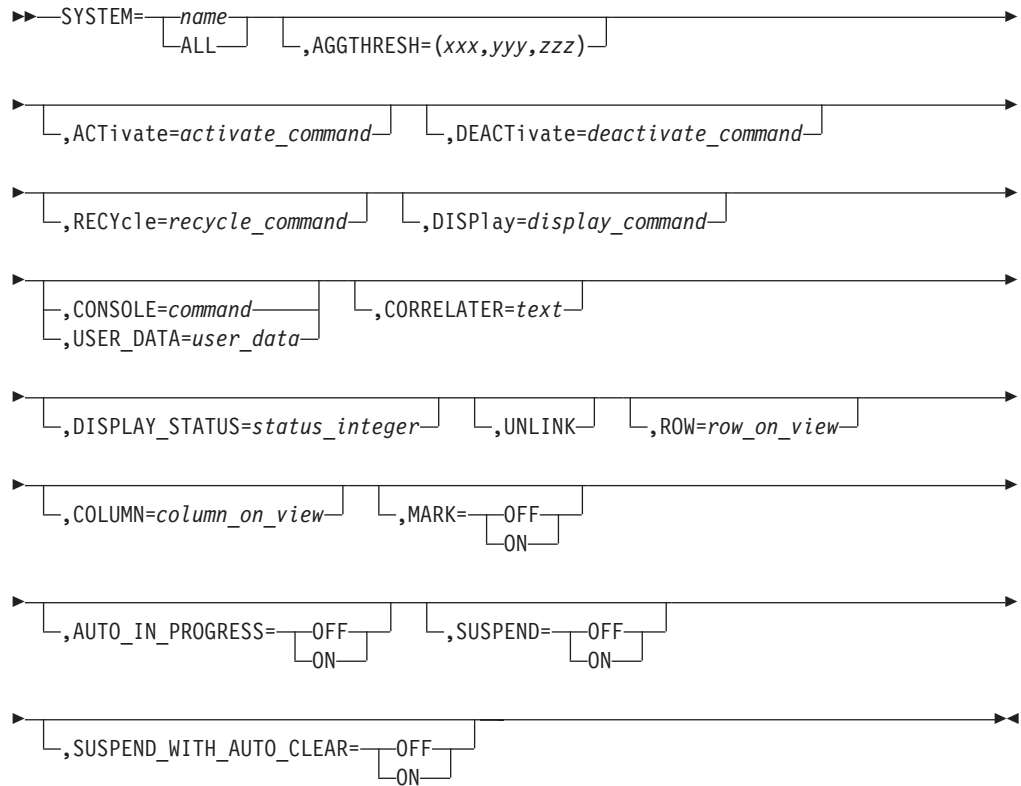 SYSTEM= name
ALL ,AGGTHRESH=(xxx,yyy,zzz)
,ACTivate=activate_command ,DEACTivate=deactivate_command
,RECYcle=recycle_command ,DISPlay=display_command
,CONSOLE=command ,CORRELATER=text
,USER_DATA=user_data
,DISPLAY_STATUS=status_integer ,UNLINK ,ROW=row_on_view
,COLUMN=column_on_view ,MARK= OFF
ON
,AUTO_IN_PROGRESS= OFF ,SUSPEND= OFF
ON ON
,SUSPEND_WITH_AUTO_CLEAR= OFF
ON